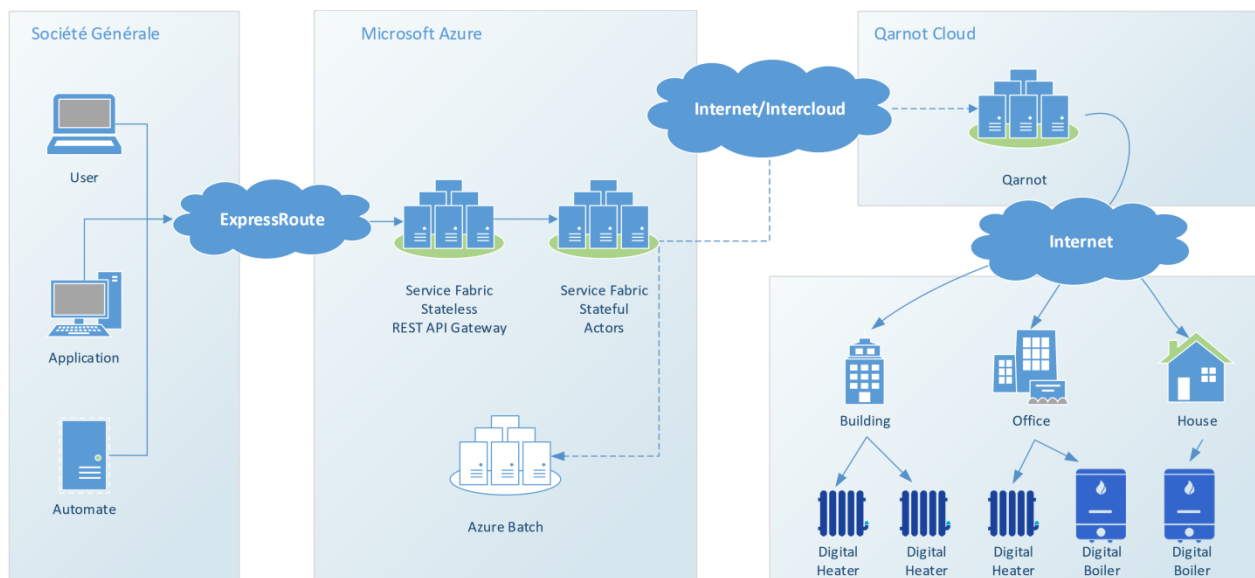 Société Générale
Microsoft Azure
Qarnot Cloud
Internet/Intercloud
User
Qarnot
ExpressRoute
Internet
Service Fabric
Stateless
REST API Gateway
Service Fabric
Stateful
Actors
Application
Building
Office
House
Automate
Azure Batch
Digital
Heater
Digital
Heater
Digital
Heater
Digital
Boiler
Digital
Boiler